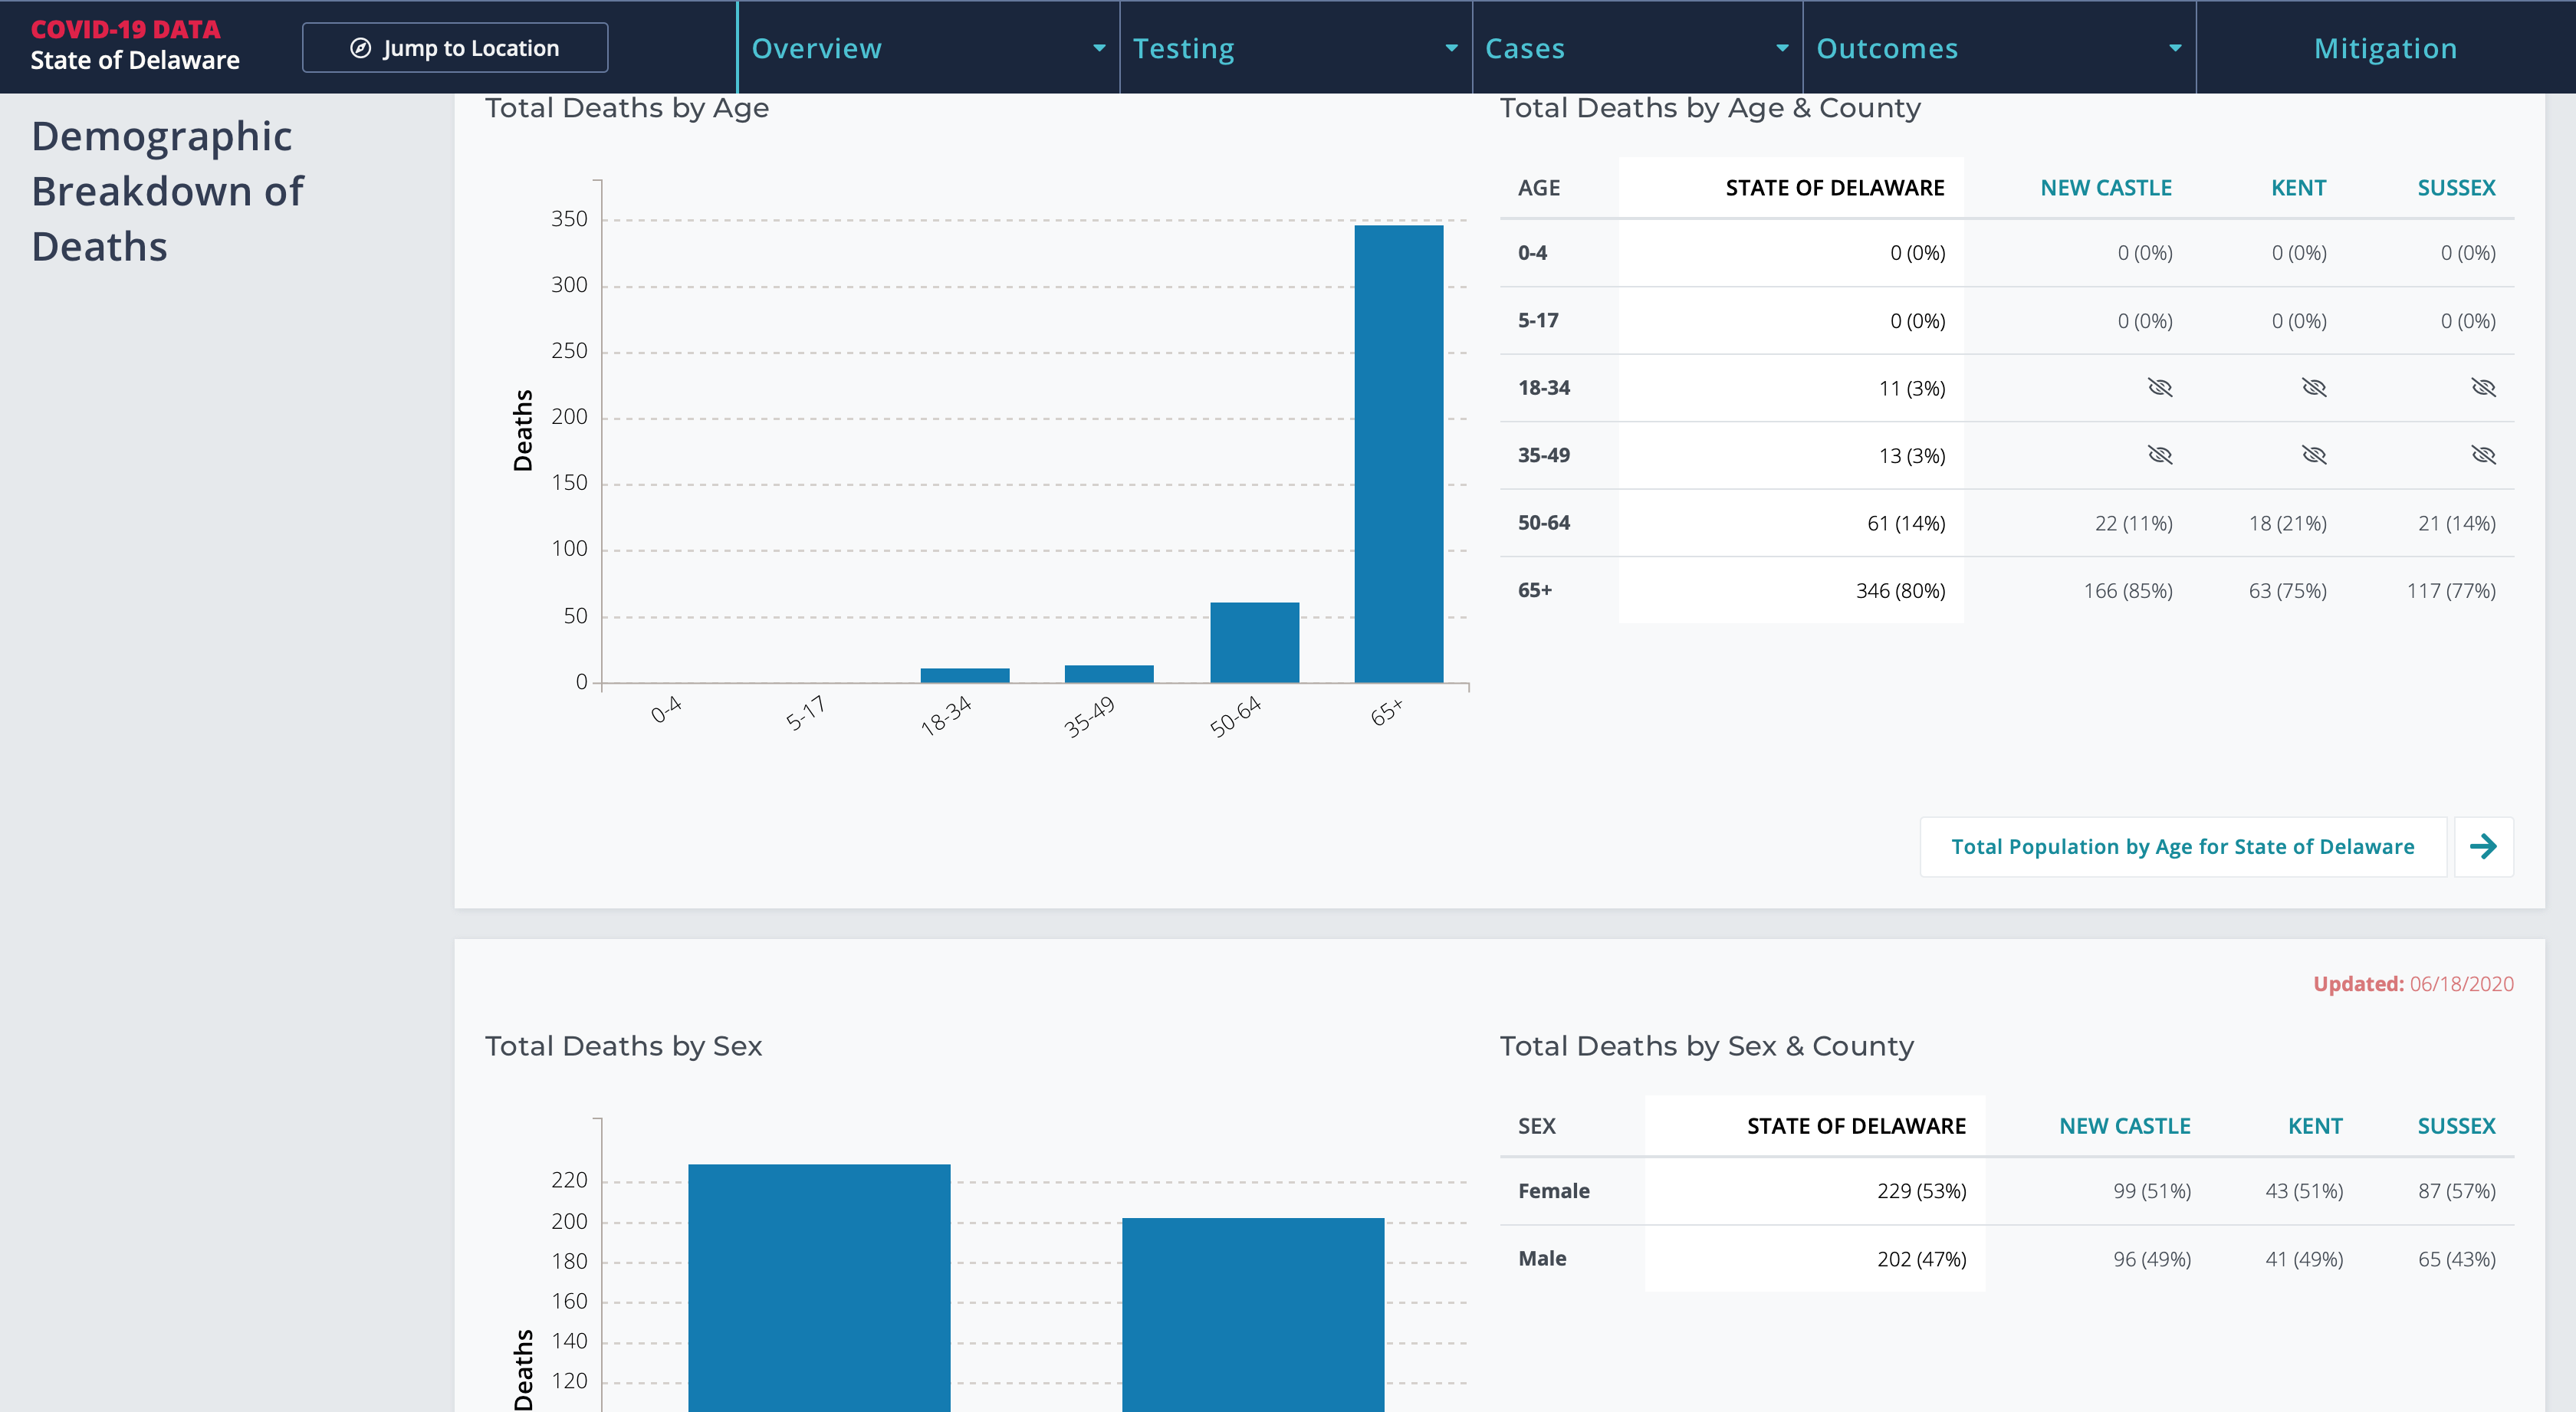 COVID-19 DATA
State of Delaware
Jump to Location
Overview
Testing
Cases
Outcomes
Mitigation
Demographic
Breakdown of
Deaths
Total Deaths by Age
Deaths
350
300
250
200
150
100
50
0
0-4
5-17
18-34
35-49
50-64
65+
Total Deaths by Age & County
AGE STATE OF DELAWARE NEW CASTLE KENT SUSSEX
0-4 0 (0%) 0 (0%) 0 (0%) 0 (0%)
5-17 0 (0%) 0 (0%) 0 (0%) 0 (0%)
18-34 11 (3%)
35-49 13 (3%)
50-64 61 (14%) 22 (11%) 18 (21%) 21 (14%)
65+ 346 (80%) 166 (85%) 63 (75%) 117 (77%)
Total Population by Age for State of Delaware
Updated: 06/18/2020
Total Deaths by Sex
Deaths
220
200
180
160
140
120
Total Deaths by Sex & County
SEX STATE OF DELAWARE NEW CASTLE KENT SUSSEX
Female 229 (53%) 99 (51%) 43 (51%) 87 (57%)
Male 202 (47%) 96 (49%) 41 (49%) 65 (43%)